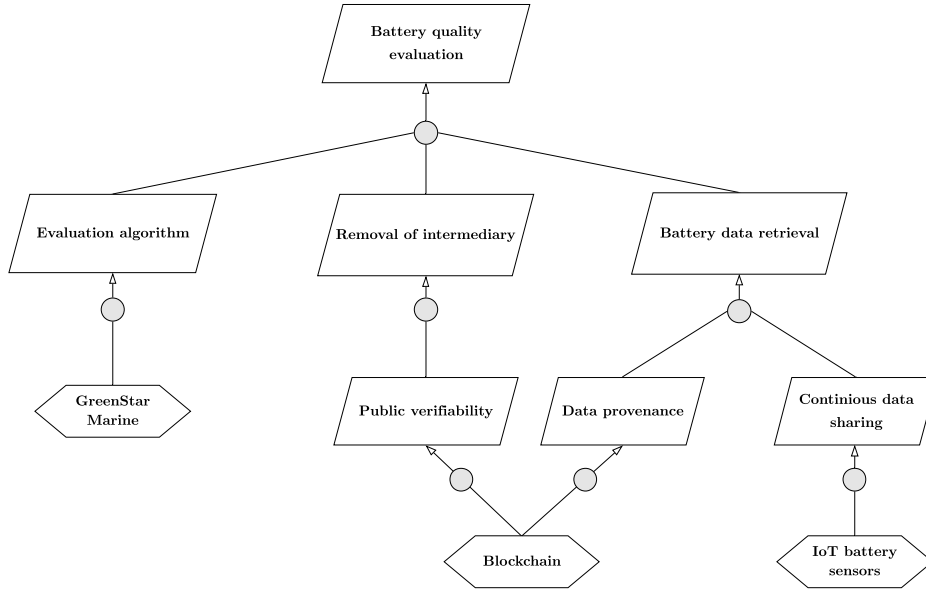 Battery quality
evaluation
Evaluation algorithm
Removal of intermediary
Battery data retrieval
GreenStar
Marine
Public verifiability
Data provenance
Continious data
sharing
Blockchain
IoT battery
sensors